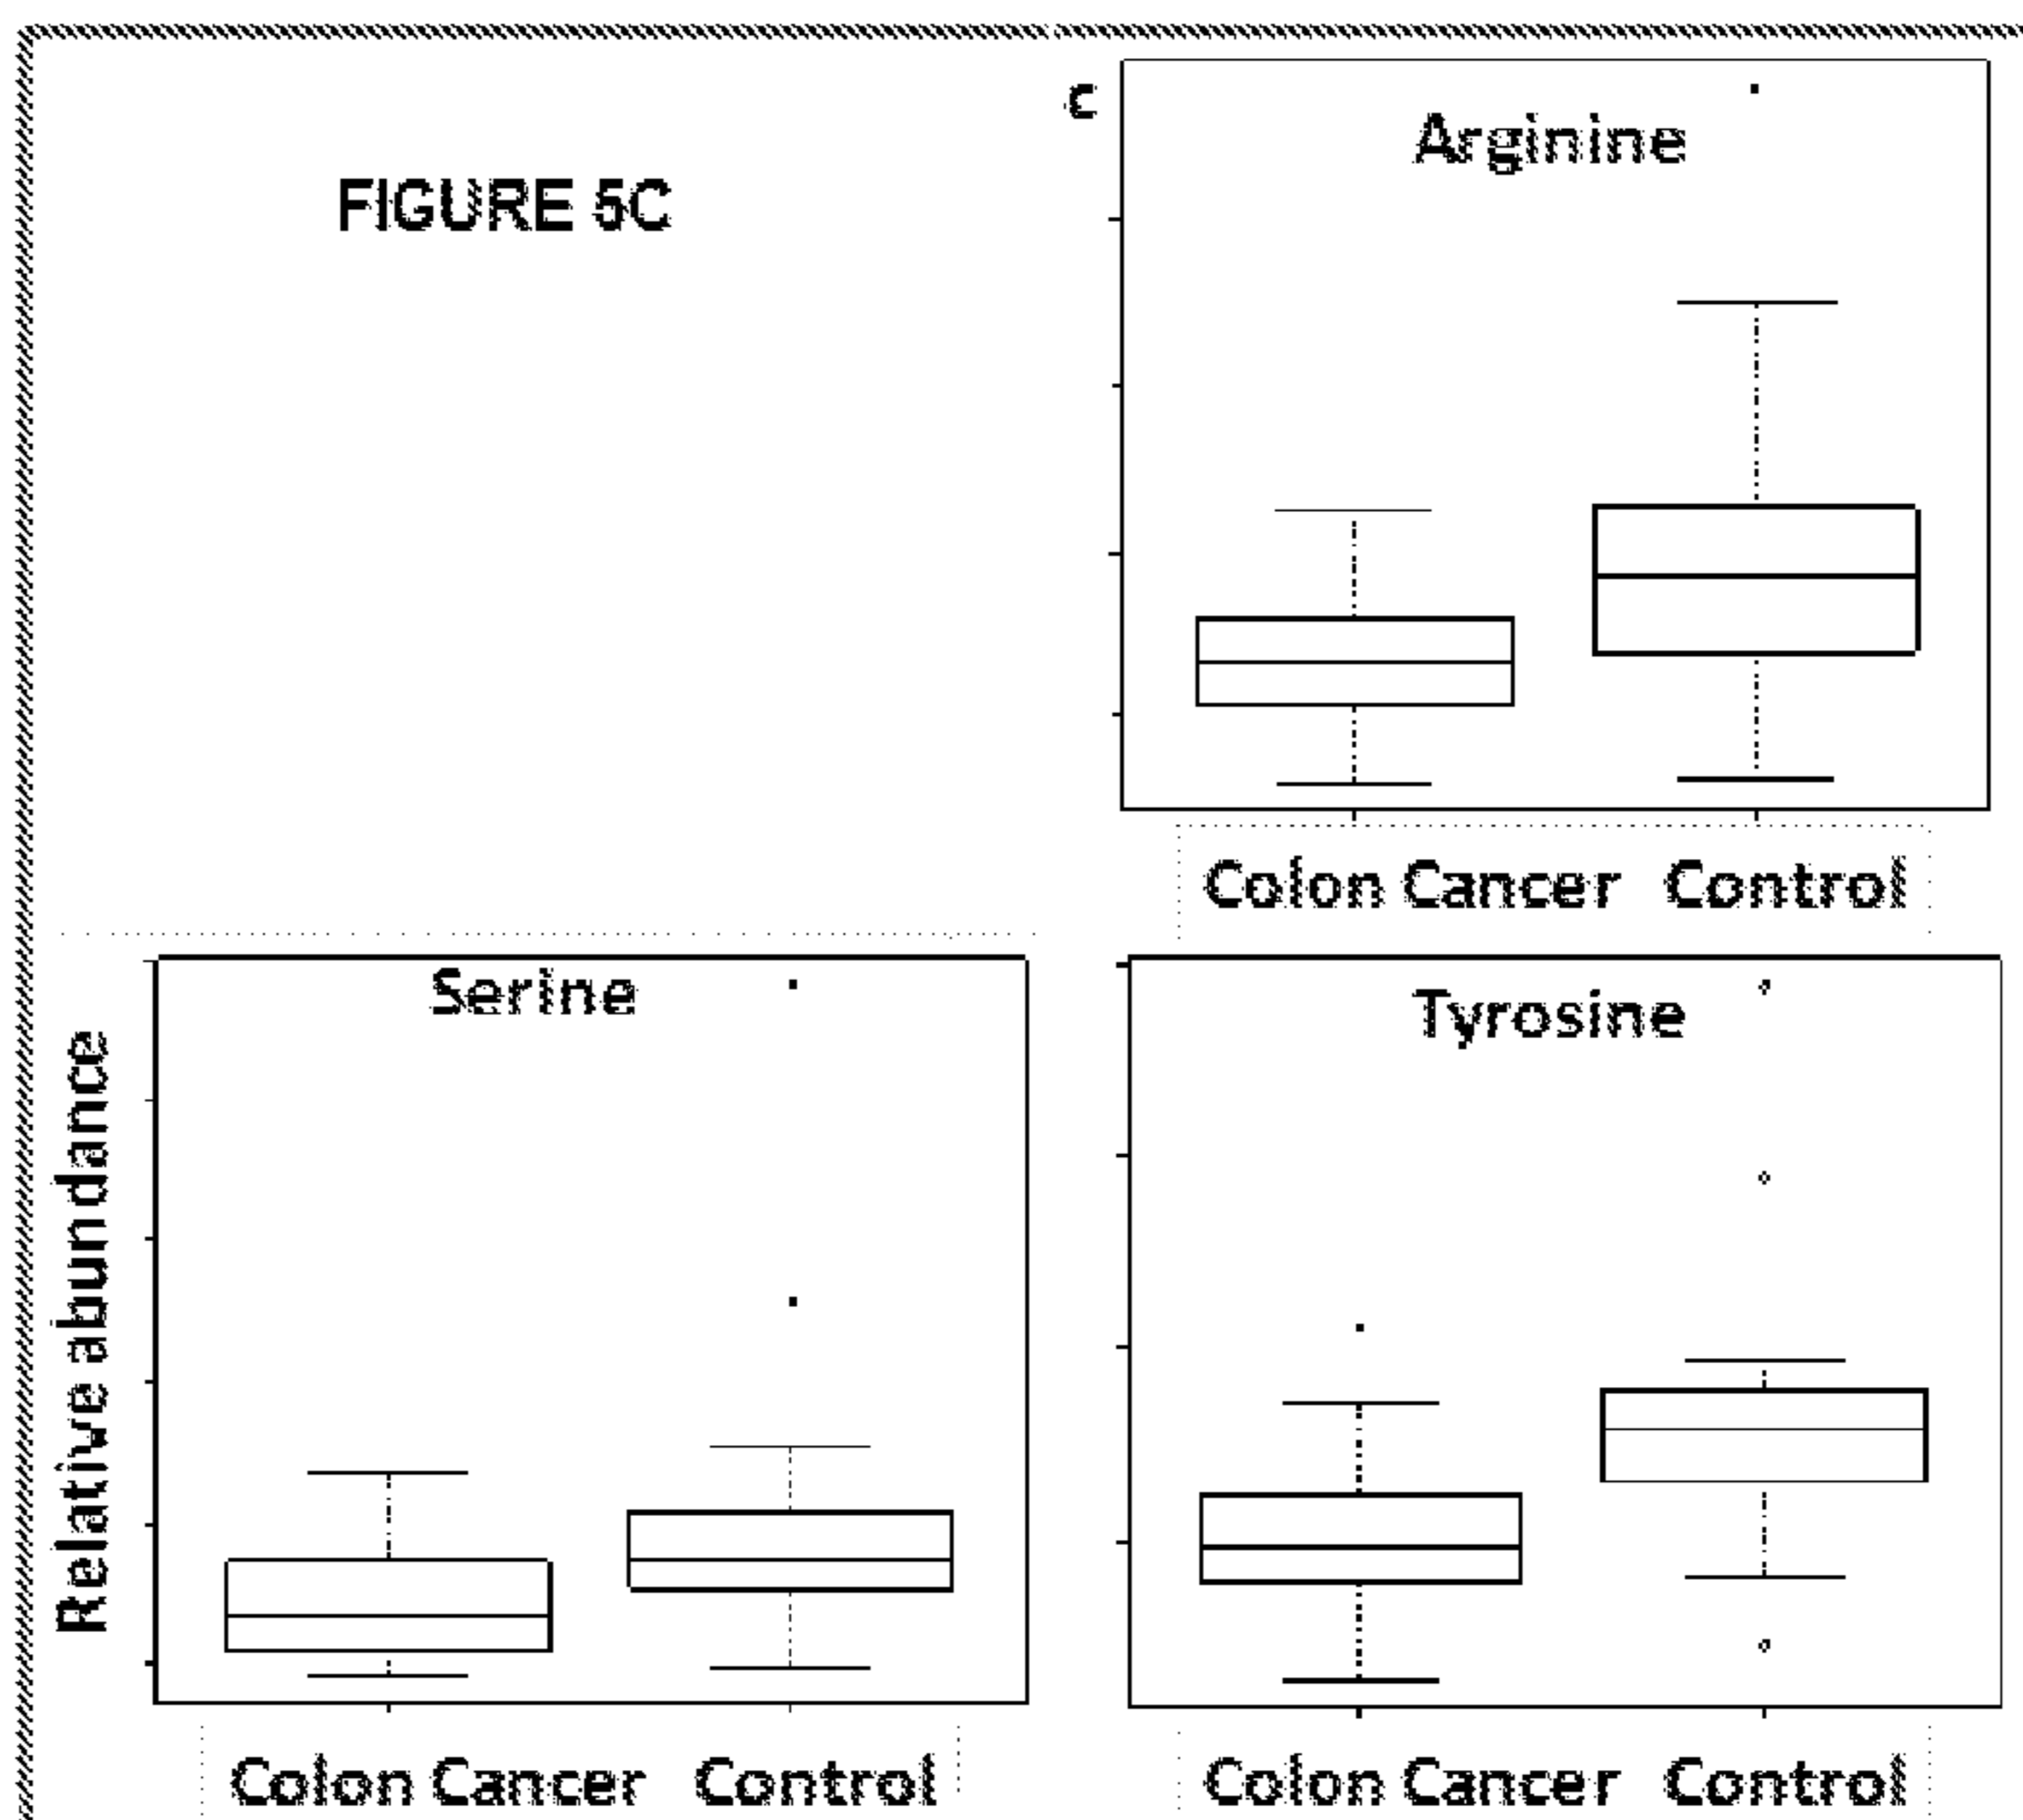 c
Arginine
FIGURE 5C
Colon Cancer Control
Serine
Tyrosine
Relative abundance
Colon Cancer Control
Colon Cancer Control